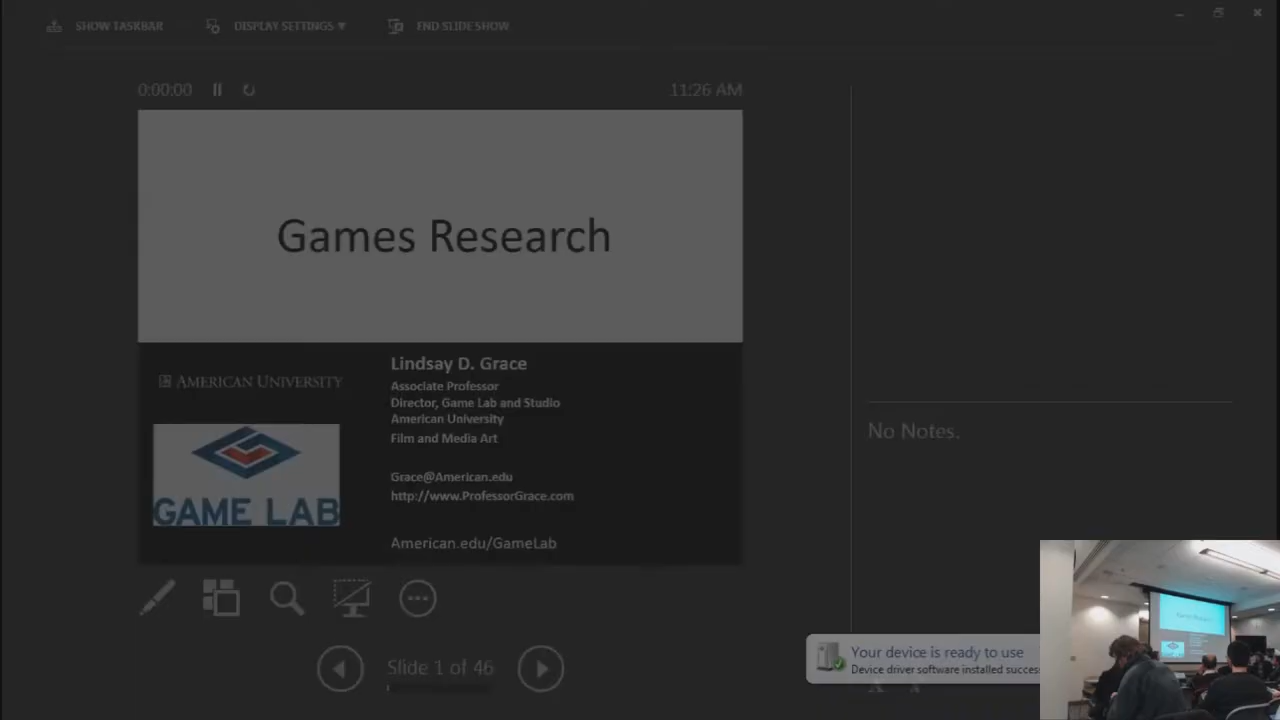 SHOW TASKBAR
DISPLAY SETTINGS
END SLIDE SHOW
0:00:00
11:26 AM
Games Research
AMERICAN UNIVERSITY
GAME LAB
Lindsay D. Grace
Associate Professor
Director, Game Lab and Studio
American University
Film and Media Art
Grace@American.edu
http://www.ProfessorGrace.com
American.edu/GameLab
No Notes.
Slide 1 of 46
Your device is ready to use
Device driver software installed